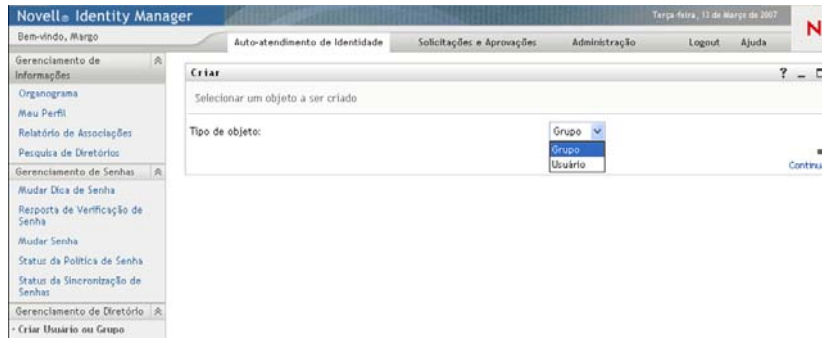 Novell® Identity Manager
Terça-feira, 13 de Março de 2007
N
Bem-vindo, Margo
Auto-atendimento de Identidade
Solicitações e Aprovações
Administração
Logout
Ajuda
Gerenciamento de
Informações
Organograma
Meu Perfil
Relatório de Associações
Pesquisa de Diretórios
Gerenciamento de Senhas
Mudar Dica de Senha
Resposta de Verificação de
Senha
Mudar Senha
Status da Política de Senha
Status da Sincronização de
Senhas
Gerenciamento de Diretório
Criar Usuário ou Grupo
Criar
?
Selecionar um objeto a ser criado
Tipo de objeto:
Grupo
Grupo
Usuário
Continu